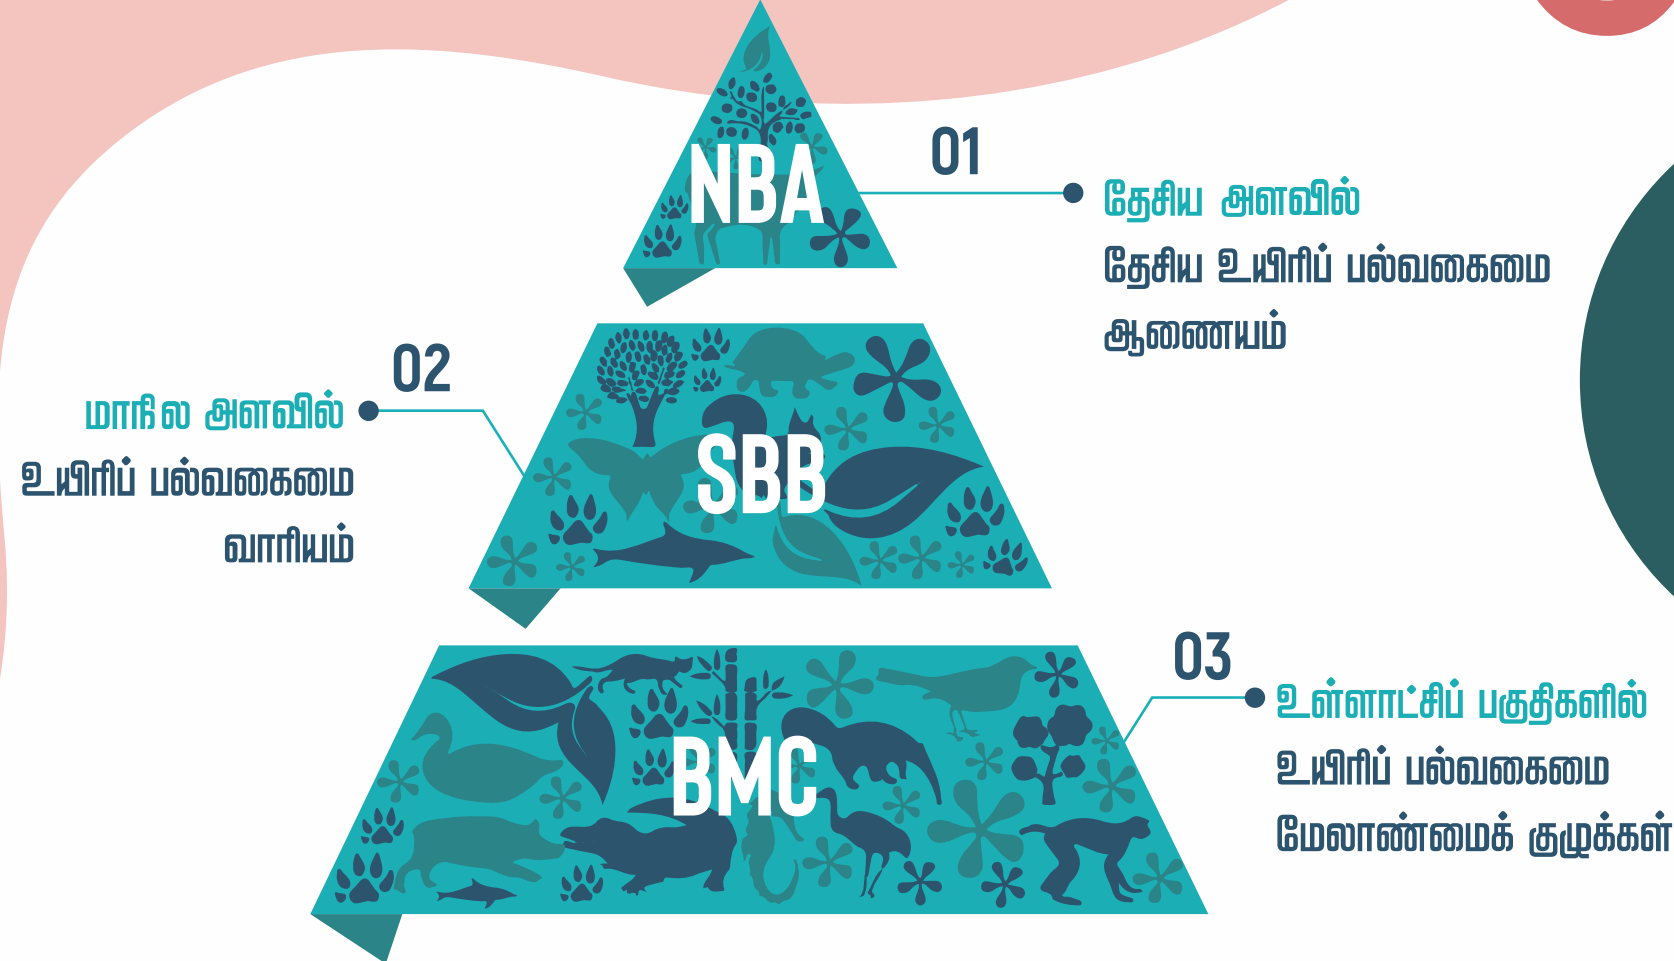 NBA
01
தேசிய அளவில்
தேசிய உயிரிப் பல்வகைமை
ஆணையம்
02
மாநில அளவில்
உயிரிப் பல்வகைமை
வாரியம்
SBB
03
உள்ளாட்சிப் பகுதிகளில்
உயிரிப் பல்வகைமை
மேலாண்மைக் குழுக்கள்
BMC